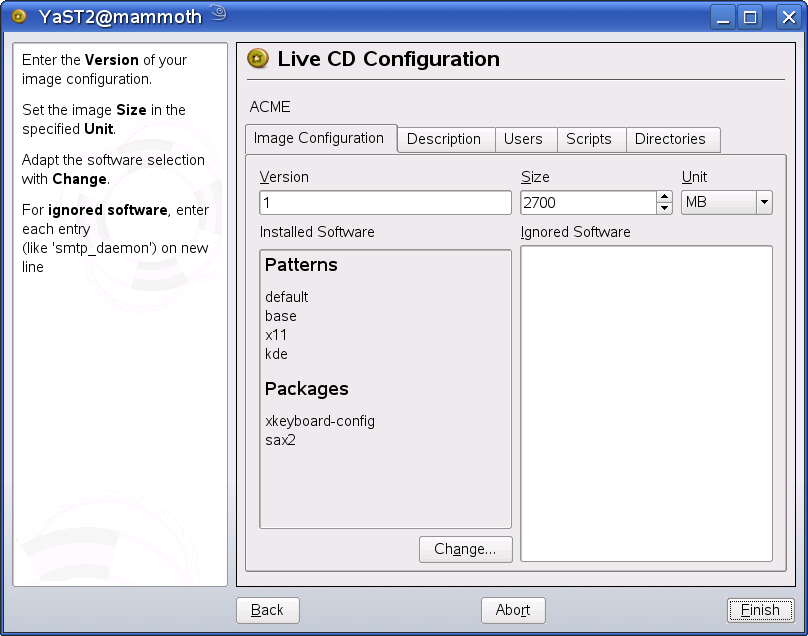 YaST2@mammoth
Enter the Version of your
image configuration.
Set the image Size in the
specified Unit.
Adapt the software selection
with Change.
For ignored software, enter
each entry
(like 'smtp_daemon') on new
line
Live CD Configuration
ACME
Image Configuration
Description
Users
Scripts
Directories
Version
Size
Unit
1
2700
MB
Installed Software
Ignored Software
Patterns
default
base
x11
kde
Packages
xkeyboard-config
sax2
Change...
Back
Abort
Finish